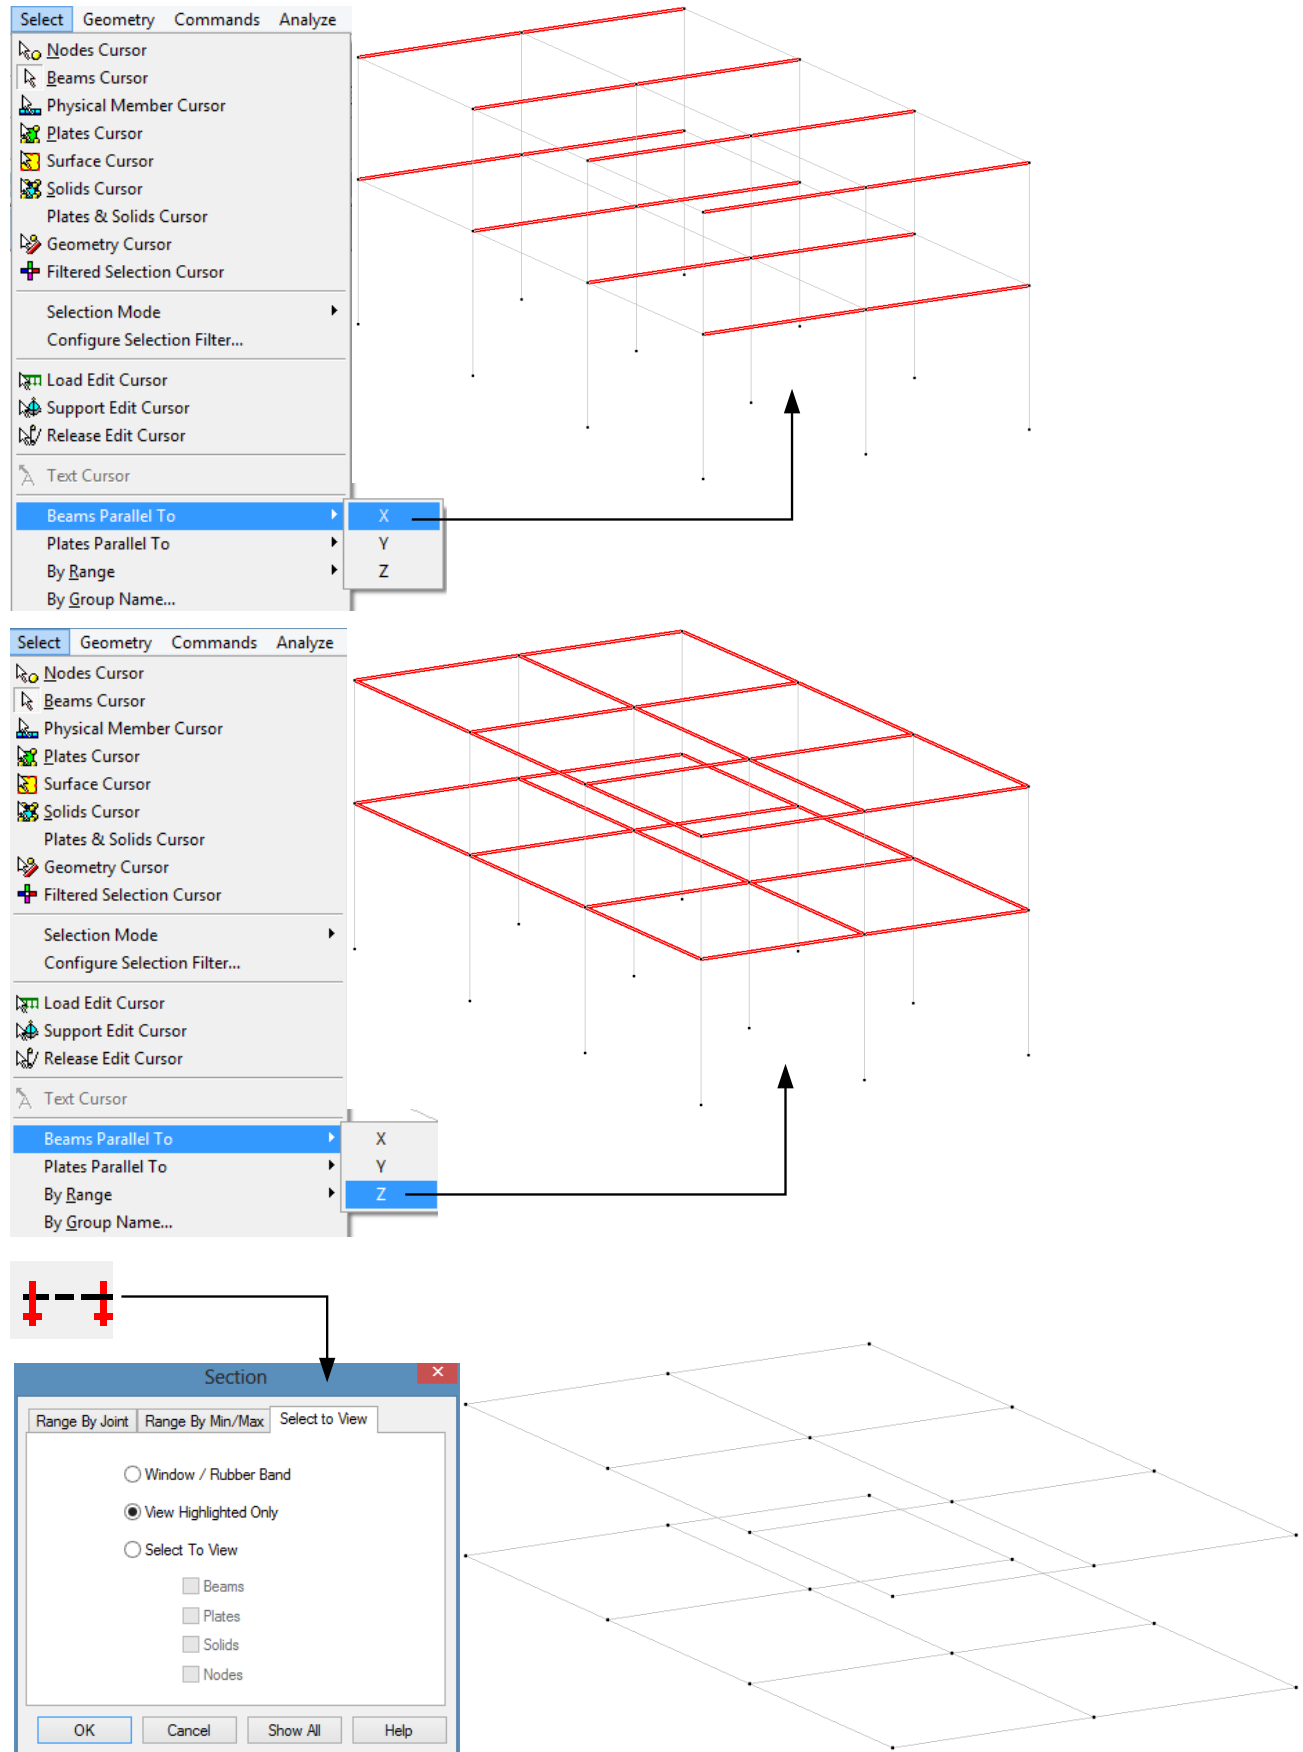 Select Geometry Commands Analyze
Nodes Cursor
Beams Cursor
Physical Member Cursor
Plates Cursor
Surface Cursor
Solids Cursor
Plates & Solids Cursor
Geometry Cursor
Filtered Selection Cursor
Selection Mode
Configure Selection Filter...
Load Edit Cursor
Support Edit Cursor
Release Edit Cursor
Text Cursor
Beams Parallel To X
Plates Parallel To Y
By Range Z
By Group Name...
Select Geometry Commands Analyze
Nodes Cursor
Beams Cursor
Physical Member Cursor
Plates Cursor
Surface Cursor
Solids Cursor
Plates & Solids Cursor
Geometry Cursor
Filtered Selection Cursor
Selection Mode
Configure Selection Filter...
Load Edit Cursor
Support Edit Cursor
Release Edit Cursor
Text Cursor
Beams Parallel To X
Plates Parallel To Y
By Range Z
By Group Name...
Section
Range By Joint Range By Min/Max Select to View
Window / Rubber Band
View Highlighted Only
Select To View
Beams
Plates
Solids
Nodes
OK Cancel Show All Help